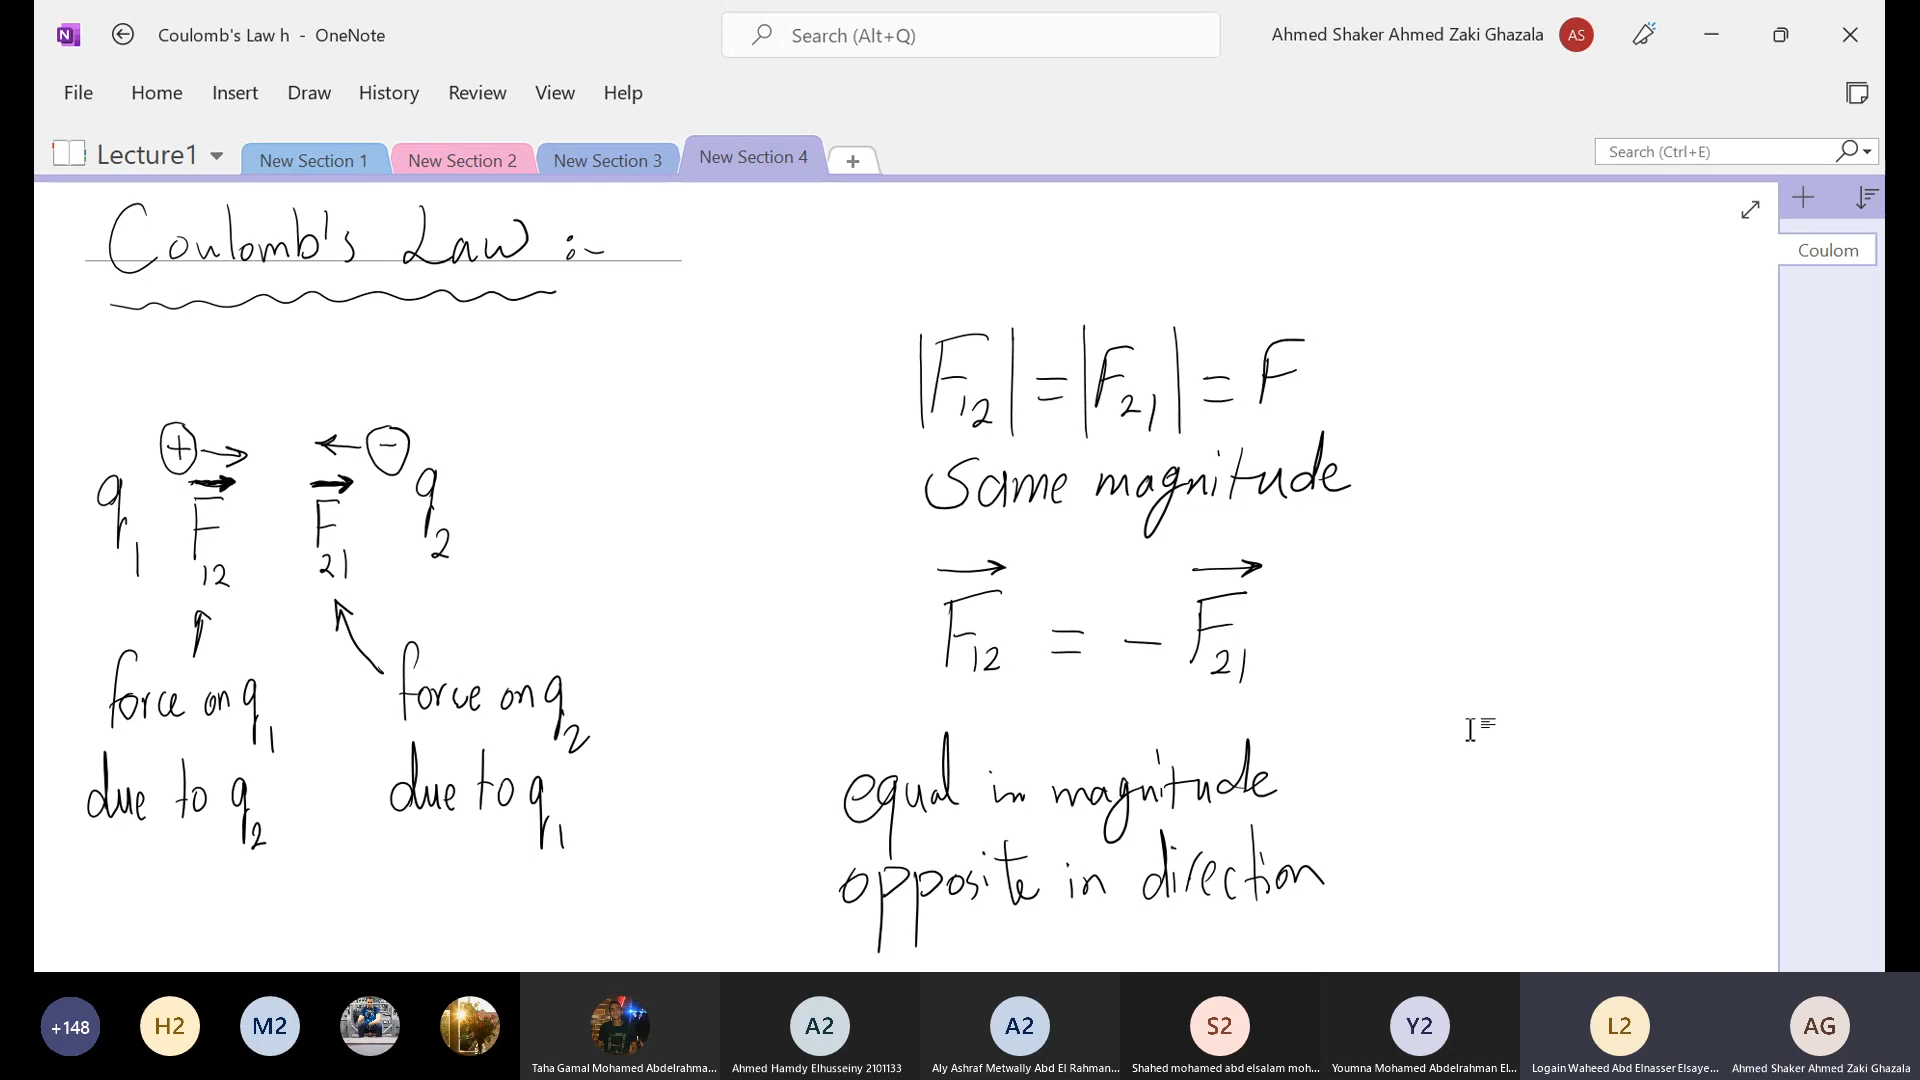 Coulomb's Law h - OneNote
Search (Alt+Q)
Ahmed Shaker Ahmed Zaki Ghazala
AS
File Home Insert Draw History Review View Help
Lecture1
New Section 1
New Section 2
New Section 3
New Section 4
+
Search (Ctrl+E)
Coulom
Coulomb's Law :-
+ -
q1 F12 F21 q2
force on q1
due to q2
force on q2
due to q1
|F12| = |F21| = F
Same magnitude
F12 = - F21
equal in magnitude
opposite in direction
+148
H2
M2
Taha Gamal Mohamed Abdelrahma...
A2
Ahmed Hamdy Elhusseiny 2101133
A2
Aly Ashraf Metwally Abd El Rahman...
S2
Shahed mohamed abd elsalam moh...
Y2
Youmna Mohamed Abdelrahman El...
L2
Logain Waheed Abd Elnasser Elsaye...
AG
Ahmed Shaker Ahmed Zaki Ghazala